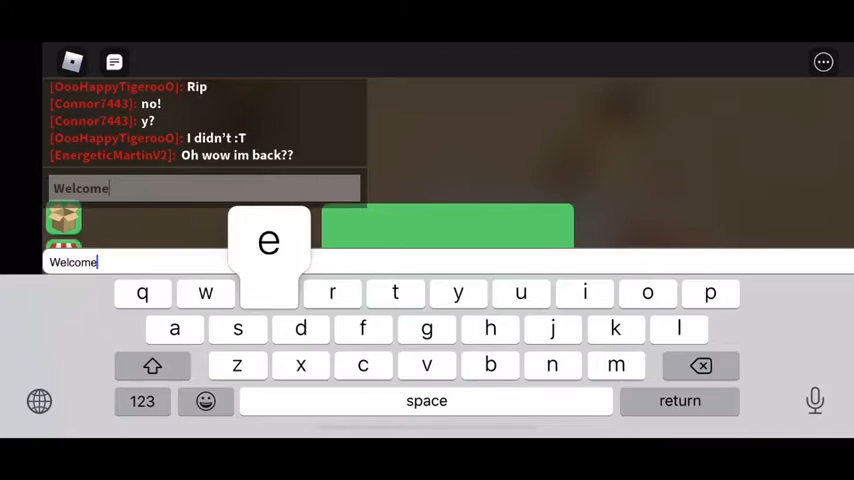 [OooHappyTigerooO]: Rip
[Connor7443]: no!
[Connor7443]: y?
[OooHappyTigerooO]: I didn't :T
[EnergeticMartinV2]: Oh wow im back??
Welcome
Welcome
e
q w r t y u i o p
a s d f g h j k l
z x c v b n m
123 space return